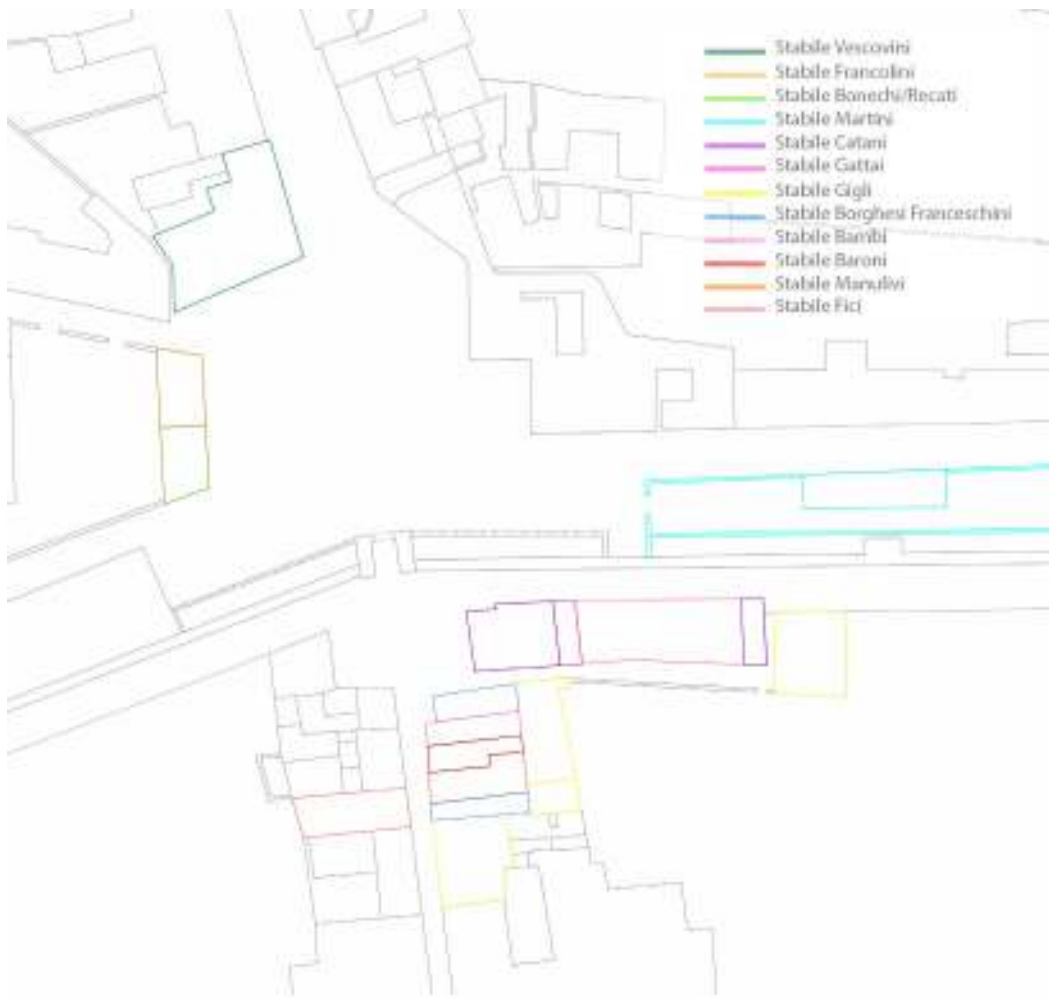 Stabile Vescovini
Stabile Francolini
Stabile Bonechi/Recati
Stabile Martini
Stabile Catani
Stabile Gattai
Stabile Gigli
Stabile Borghesi Franceschini
Stabile Bambi
Stabile Baroni
Stabile Manulivi
Stabile Fici